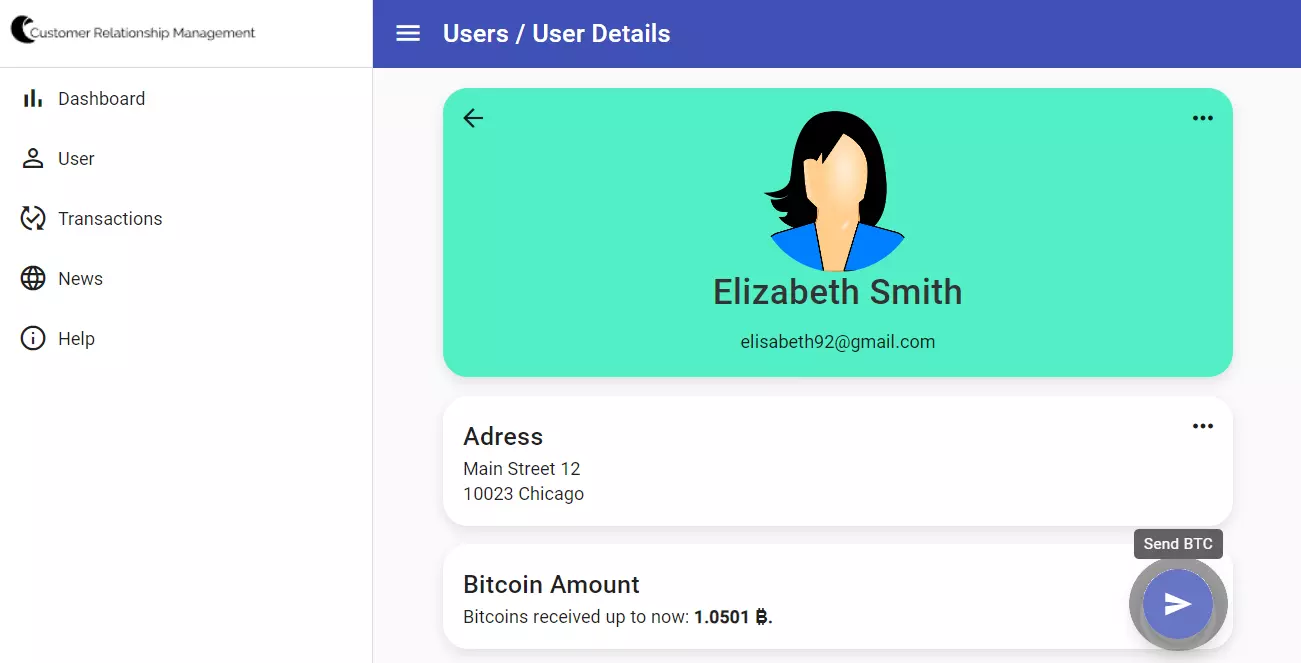 Customer Relationship Management
Users / User Details
Dashboard
User
Transactions
News
Help
Elizabeth Smith
elisabeth92@gmail.com
Adress
Main Street 12
10023 Chicago
Send BTC
Bitcoin Amount
Bitcoins received up to now: 1.0501 ₿.